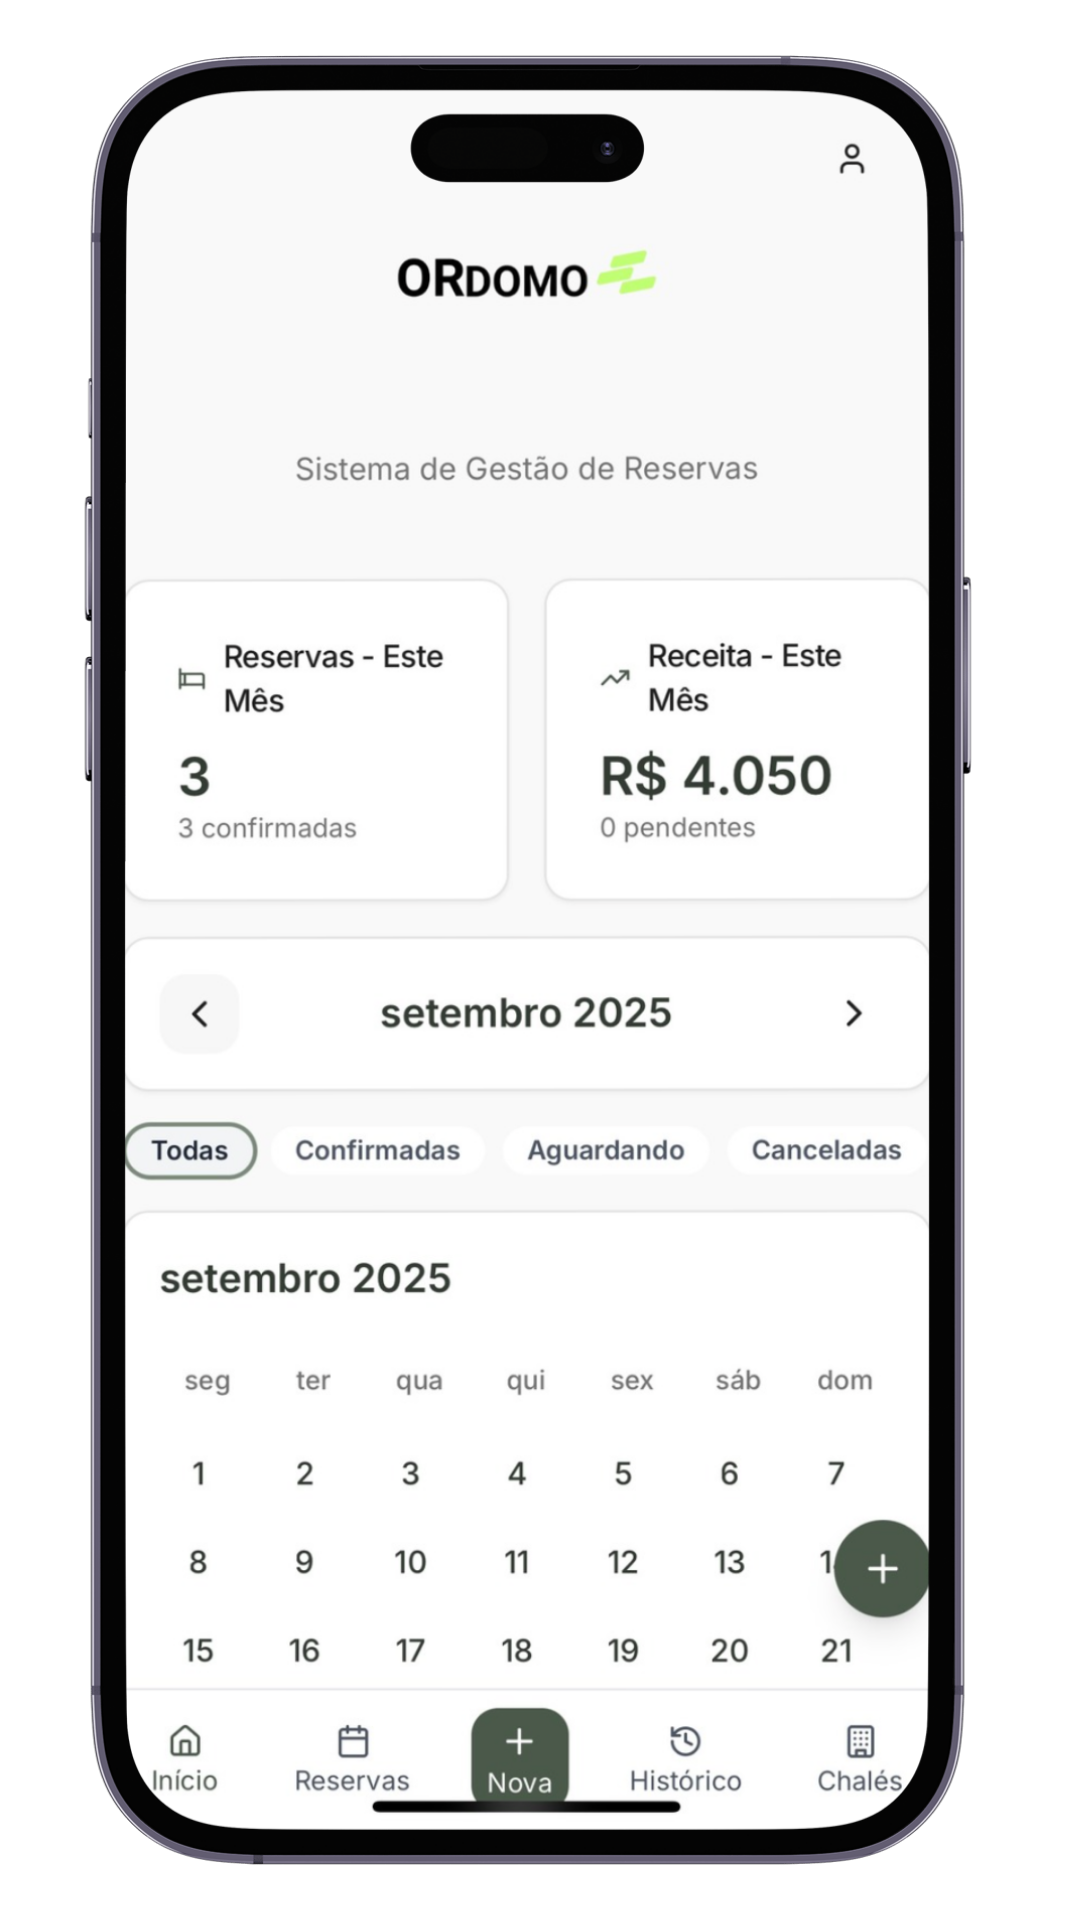 ORDOMO
Sistema de Gestão de Reservas
Reservas - Este
Mês
3
3 confirmadas
Receita - Este
Mês
R$ 4.050
0 pendentes
setembro 2025
Todas Confirmadas Aguardando Canceladas
setembro 2025
seg ter qua qui sex sáb dom
1 2 3 4 5 6 7
8 9 10 11 12 13
15 16 17 18 19 20 21
Início Reservas Nova Histórico Chalés